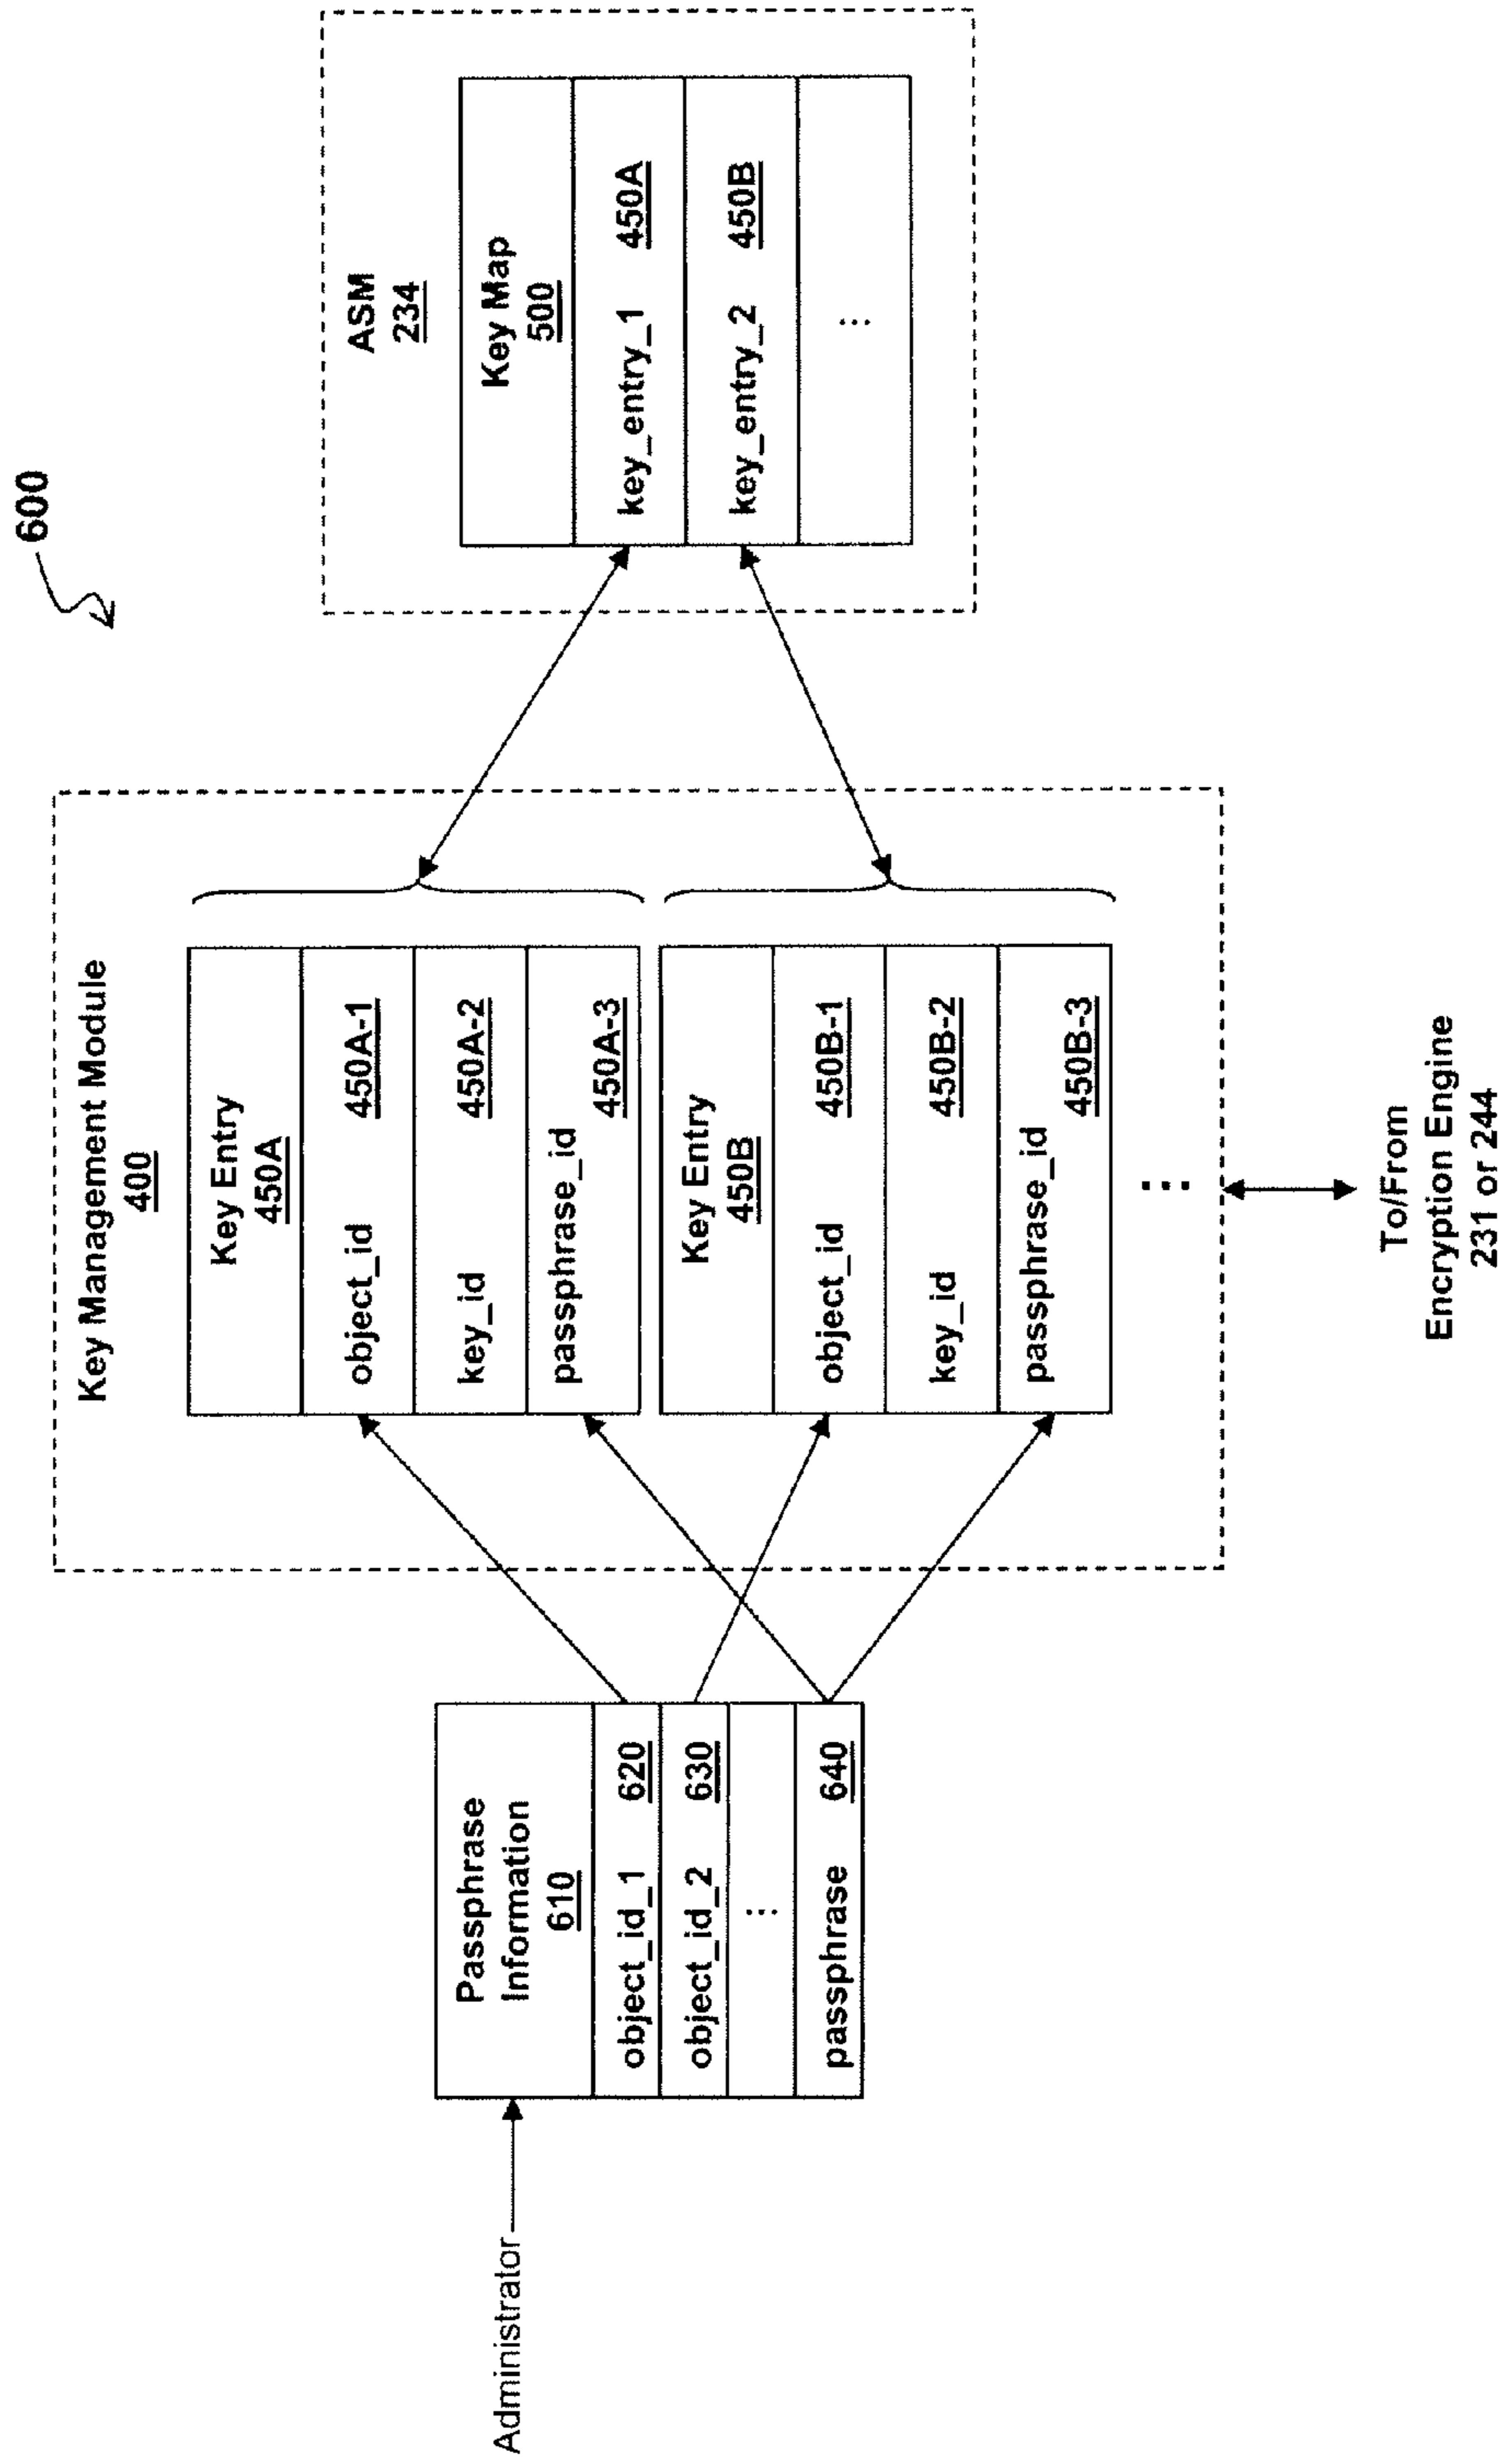 600
Administrator
Passphrase
Information
610
object_id_1 620
object_id_2 630
...
passphrase 640
Key Management Module
400
Key Entry
450A
object_id 450A-1
key_id 450A-2
passphrase_id
450A-3
Key Entry
450B
object_id 450B-1
key_id 450B-2
passphrase_id
450B-3
...
To/From
Encryption Engine
231 or 244
ASM
234
Key Map
500
key_entry_1 450A
key_entry_2 450B
...